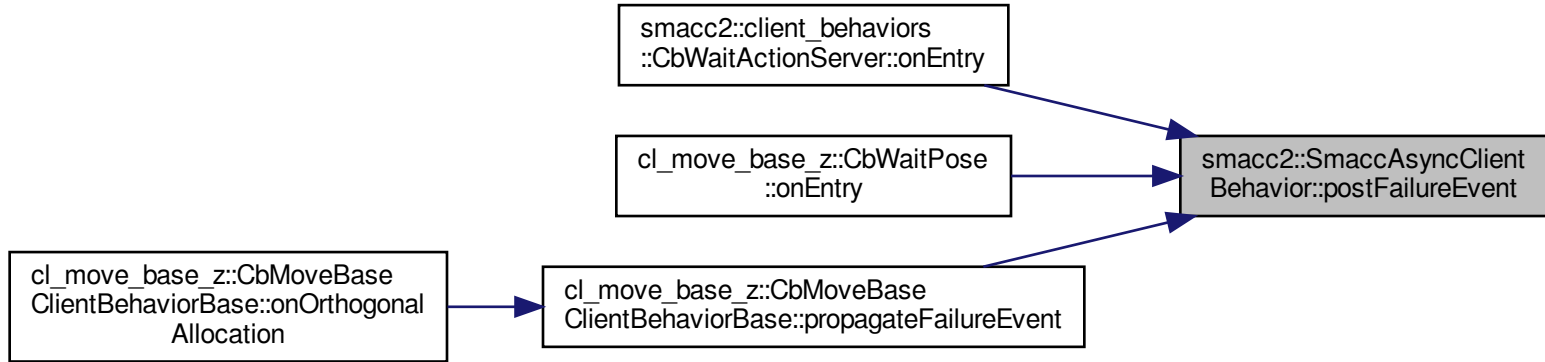 smacc2::client_behaviors
::CbWaitActionServer::onEntry
cl_move_base_z::CbWaitPose
::onEntry
smacc2::SmaccAsyncClient
Behavior::postFailureEvent
cl_move_base_z::CbMoveBase
ClientBehaviorBase::onOrthogonal
Allocation
cl_move_base_z::CbMoveBase
ClientBehaviorBase::propagateFailureEvent